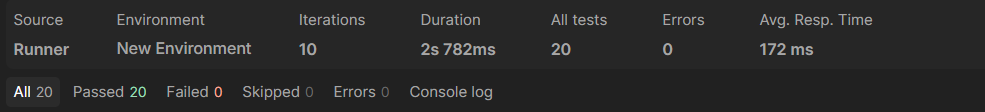 Source Environment Iterations Duration All tests Errors Avg. Resp. Time
Runner New Environment 10 2s 782ms 20 0 172 ms
All 20 Passed 20 Failed 0 Skipped 0 Errors 0 Console log